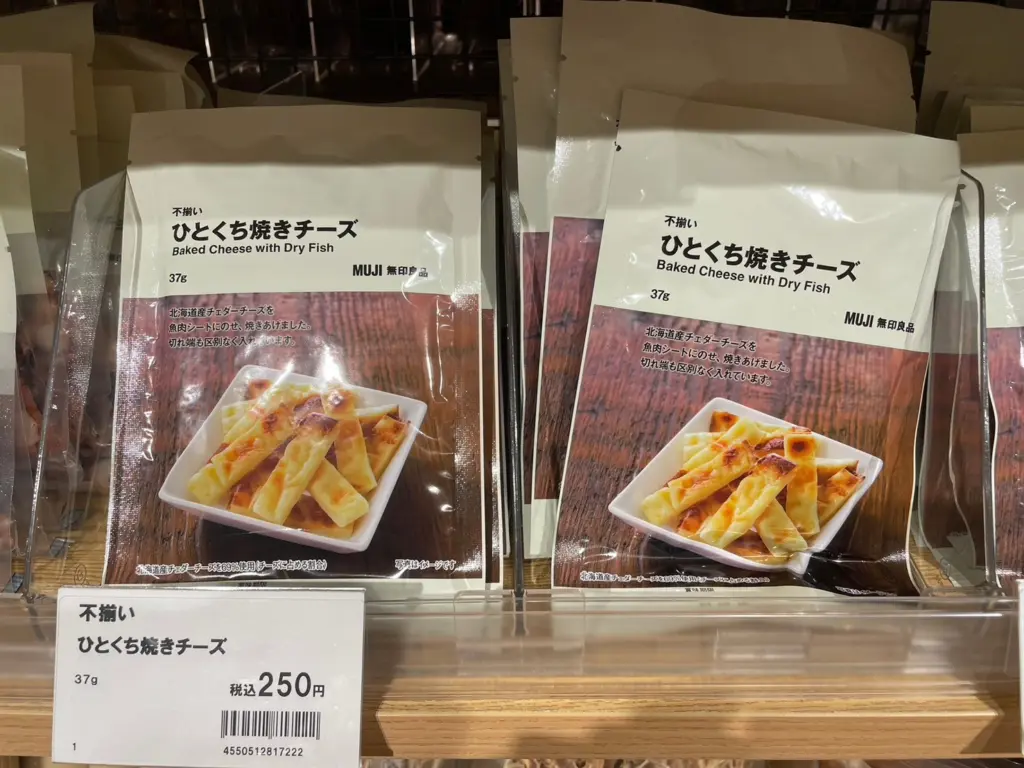 不揃い
ひとくち焼きチーズ
Baked Cheese with Dry Fish
37g
MUJI 無印良品
北海道産チェダーチーズを
魚肉シートにのせ、焼きあげました。
切れ端も区別なく入れています。
写真はイメージです
不揃い
ひとくち焼きチーズ
Baked Cheese with Dry Fish
37g
MUJI 無印良品
北海道産チェダーチーズを
魚肉シートにのせ、焼きあげました。
切れ端も区別なく入れています。
不揃い
ひとくち焼きチーズ
37g
税込250円
4550512817222
1